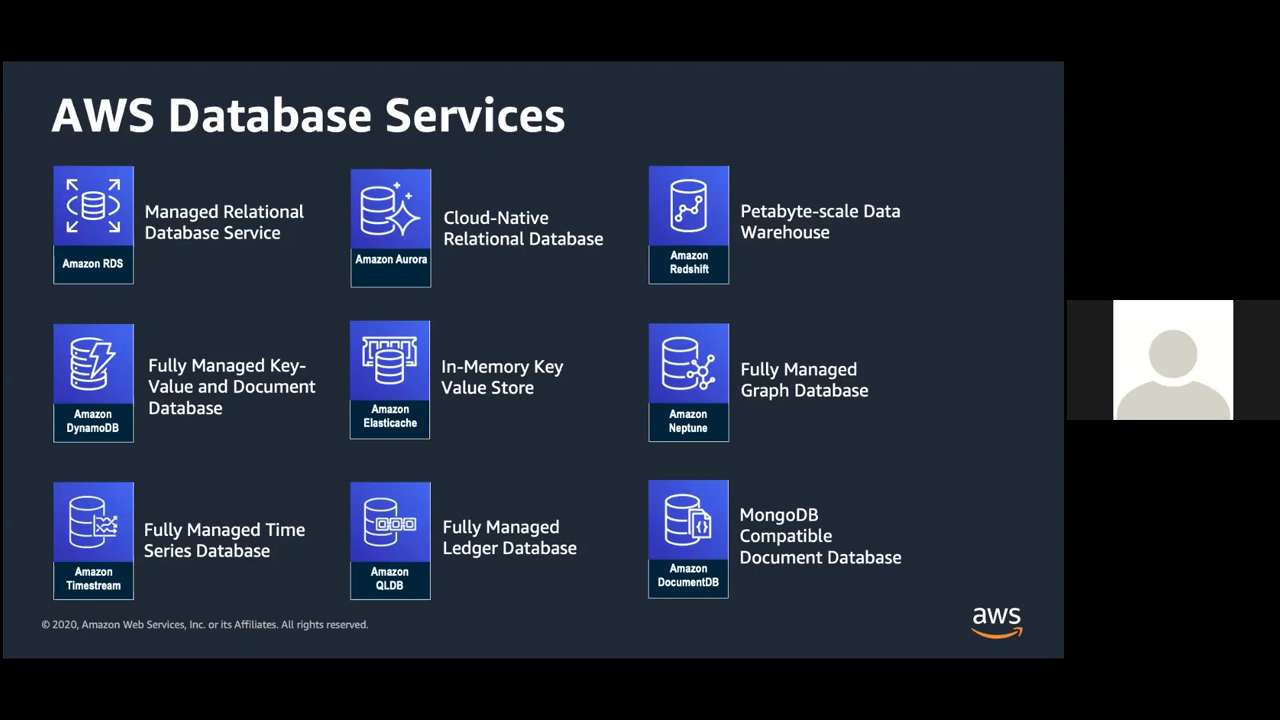 AWS Database Services
Amazon RDS
Managed Relational
Database Service
Amazon Aurora
Cloud-Native
Relational Database
Amazon
Redshift
Petabyte-scale Data
Warehouse
Amazon
DynamoDB
Fully Managed Key-
Value and Document
Database
Amazon
Elasticache
In-Memory Key
Value Store
Amazon
Neptune
Fully Managed
Graph Database
Amazon
Timestream
Fully Managed Time
Series Database
Amazon
QLDB
Fully Managed
Ledger Database
Amazon
DocumentDB
MongoDB
Compatible
Document Database
© 2020, Amazon Web Services, Inc. or its Affiliates. All rights reserved.
aws